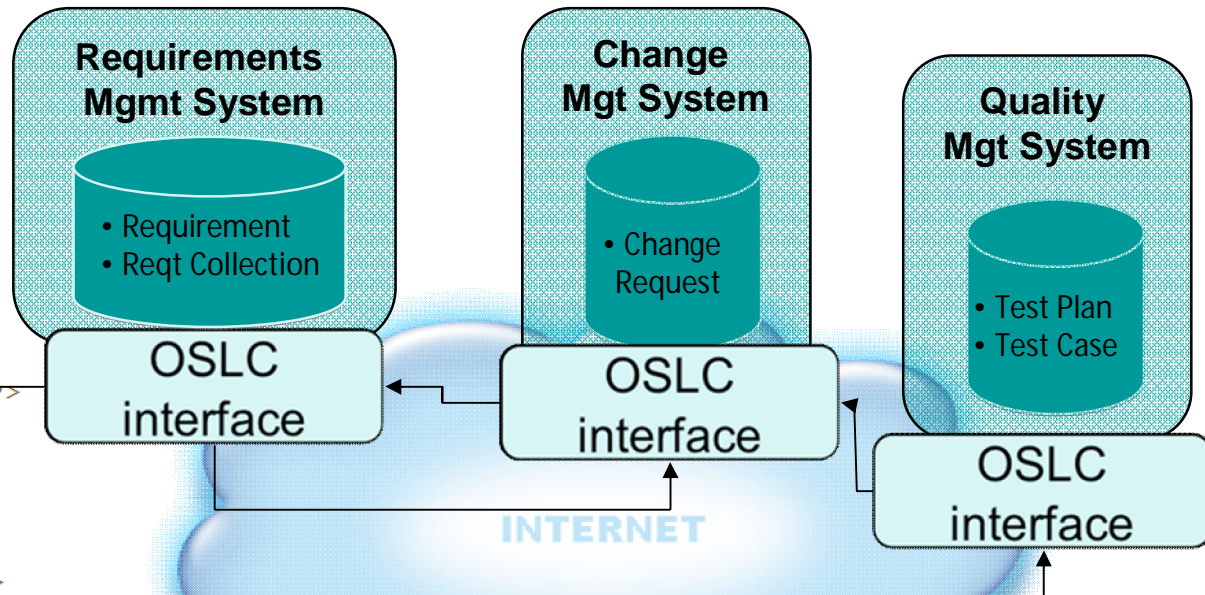 Requirements
Mgmt System
• Requirement
• Reqt Collection
OSLC
interface
Change
Mgt System
• Change
Request
OSLC
interface
Quality
Mgt System
• Test Plan
• Test Case
OSLC
interface
INTERNET